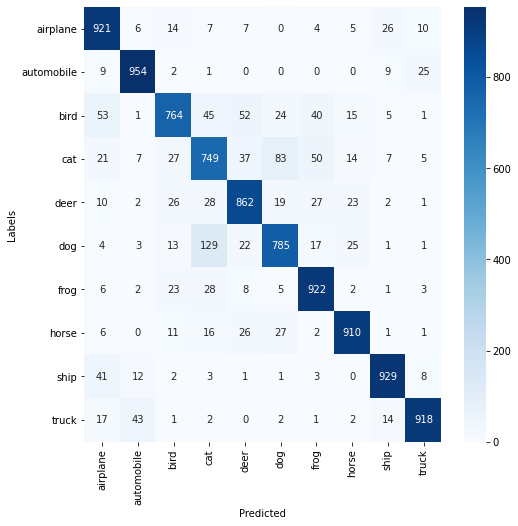 airplane 921 6 14 7 7 0 4 5 26 10
automobile 9 954 2 1 0 0 0 0 9 25
bird 53 1 764 45 52 24 40 15 5 1
cat 21 7 27 749 37 83 50 14 7 5
deer 10 2 26 28 862 19 27 23 2 1
dog 4 3 13 129 22 785 17 25 1 1
frog 6 2 23 28 8 5 922 2 1 3
horse 6 0 11 16 26 27 2 910 1 1
ship 41 12 2 3 1 1 3 0 929 8
truck 17 43 1 2 0 2 1 2 14 918
airplane automobile bird cat deer dog frog horse ship truck
Predicted
Labels
800
600
400
200
0